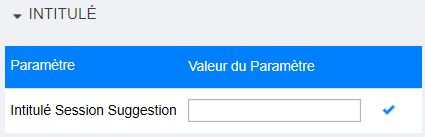 INTITULÉ
Paramètre Valeur du Paramètre
Intitulé Session Suggestion